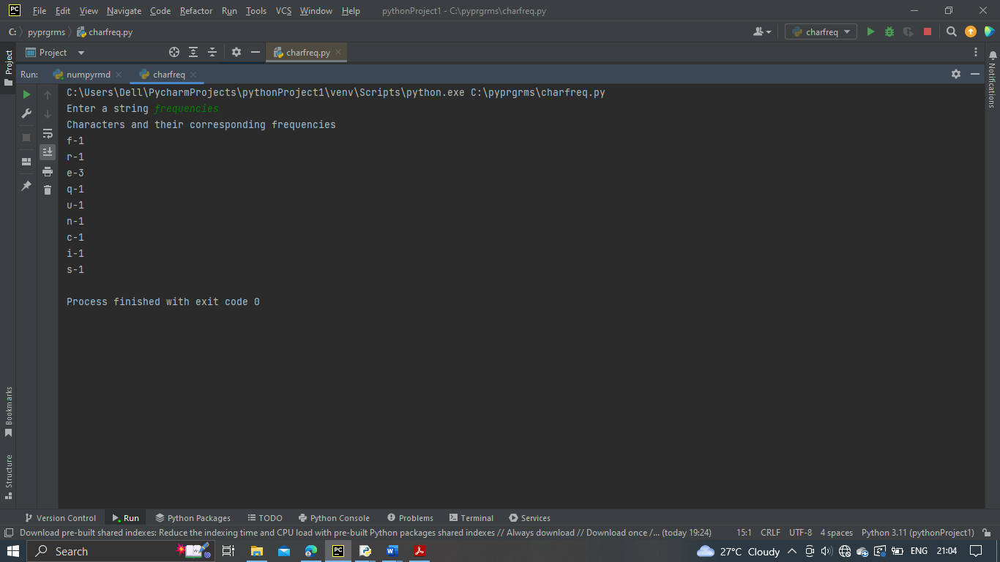 PC File Edit View Navigate Code Refactor Run Tools VCS Window Help pythonProject1 - C:\pyprgrms\charfreq.py
C: pyprgrms charfreq.py charfreq
Project Project charfreq.py
Run: numpyrmd charfreq
Notifications
C:\Users\Dell\PycharmProjects\pythonProject1\venv\Scripts\python.exe C:\pyprgrms\charfreq.py
Enter a string frequencies
Characters and their corresponding frequencies
f-1
r-1
e-3
q-1
u-1
n-1
c-1
i-1
s-1
Process finished with exit code 0
Bookmarks
Structure
Version Control Run Python Packages TODO Python Console Problems Terminal Services
Download pre-built shared indexes: Reduce the indexing time and CPU load with pre-built Python packages shared indexes // Always download // Download once /... (today 19:24) 15:1 CRLF UTF-8 4 spaces Python 3.11 (pythonProject1)
Search PC W 27°C Cloudy ENG 21:04